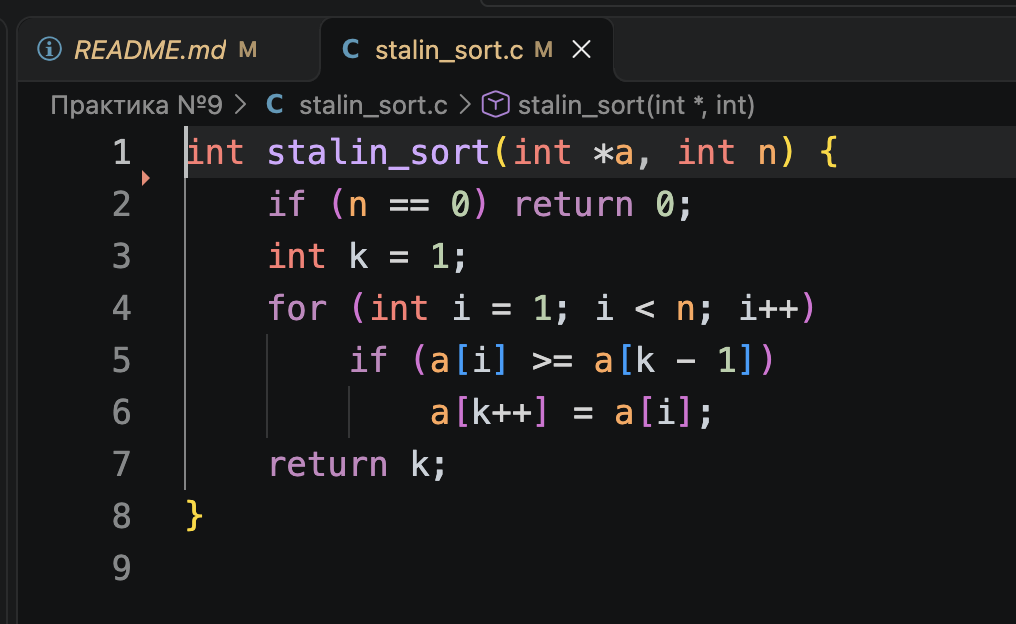 README.md M C stalin_sort.c M
Практика №9 > C stalin_sort.c > stalin_sort(int *, int)
1 int stalin_sort(int *a, int n) {
2 if (n == 0) return 0;
3 int k = 1;
4 for (int i = 1; i < n; i++)
5 if (a[i] >= a[k - 1])
6 a[k++] = a[i];
7 return k;
8 }
9